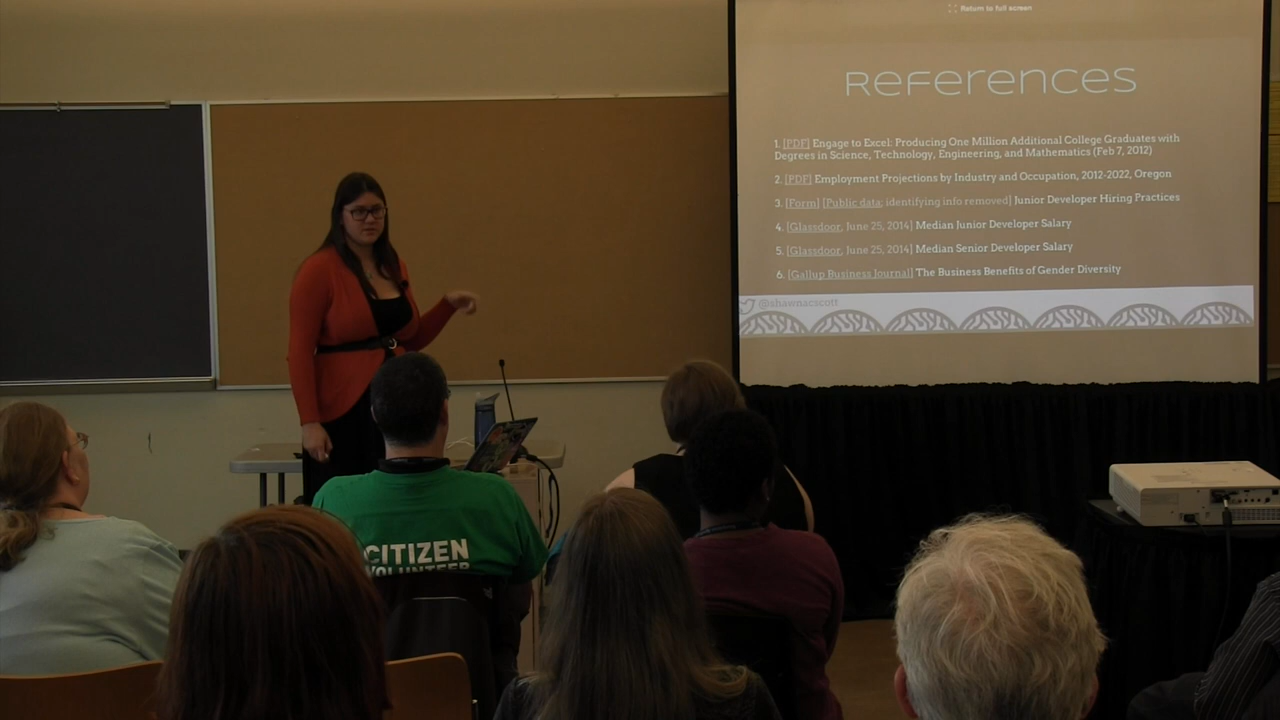 Return to full screen
References
1. [PDF] Engage to Excel: Producing One Million Additional College Graduates with
Degrees in Science, Technology, Engineering, and Mathematics (Feb 7, 2012)
2. [PDF] Employment Projections by Industry and Occupation, 2012-2022, Oregon
3. [Form] [Public data; identifying info removed] Junior Developer Hiring Practices
4. [Glassdoor, June 25, 2014] Median Junior Developer Salary
5. [Glassdoor, June 25, 2014] Median Senior Developer Salary
6. [Gallup Business Journal] The Business Benefits of Gender Diversity
@shawnacscott
CITIZEN
VOLUNTEER